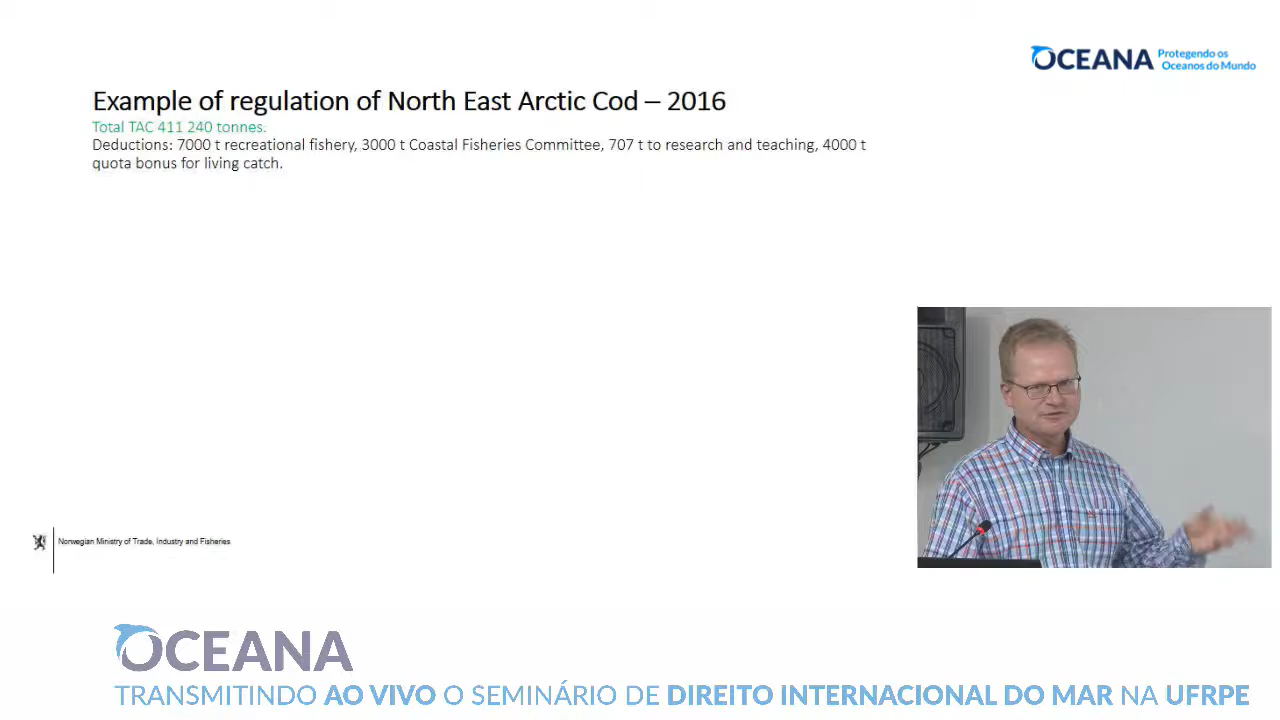 OCEANA Protegendo os
Oceanos do Mundo
Example of regulation of North East Arctic Cod – 2016
Total TAC 411 240 tonnes.
Deductions: 7000 t recreational fishery, 3000 t Coastal Fisheries Committee, 707 t to research and teaching, 4000 t
quota bonus for living catch.
Norwegian Ministry of Trade, Industry and Fisheries
OCEANA
TRANSMITINDO AO VIVO O SEMINÁRIO DE DIREITO INTERNACIONAL DO MAR NA UFRPE